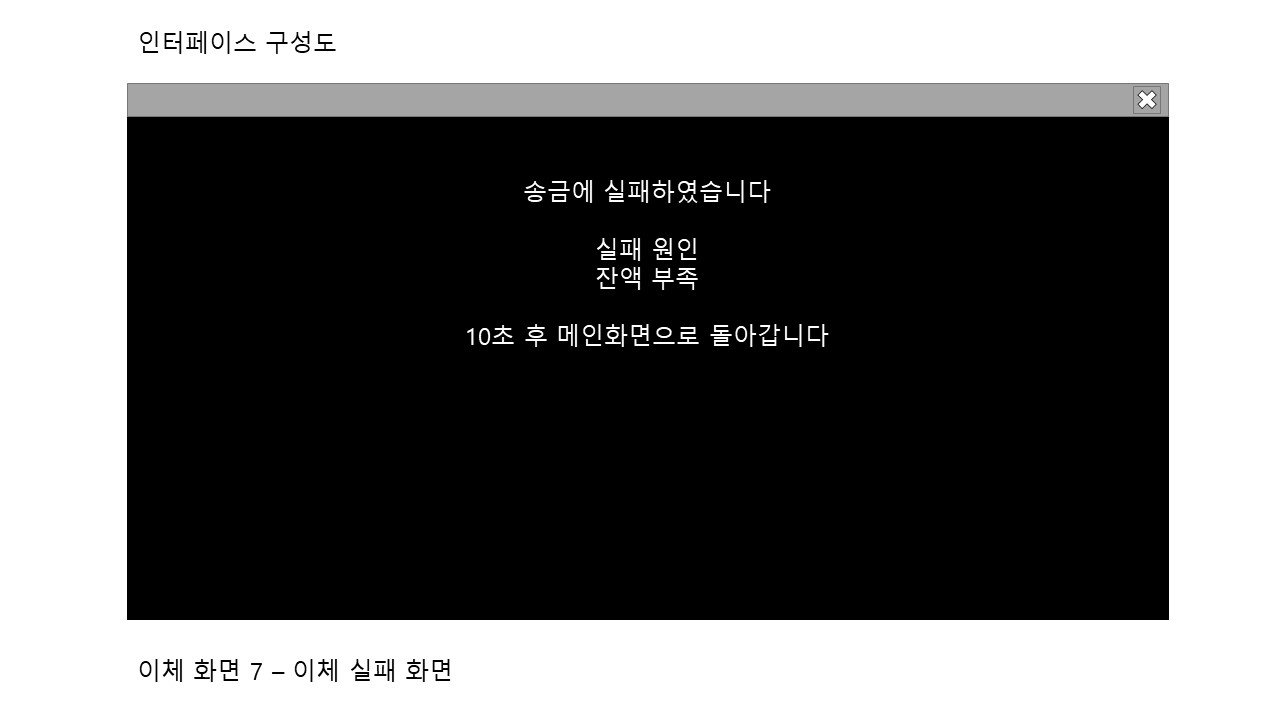 인터페이스 구성도
송금에 실패하였습니다
실패 원인
잔액 부족
10초 후 메인화면으로 돌아갑니다
이체 화면 7 – 이체 실패 화면